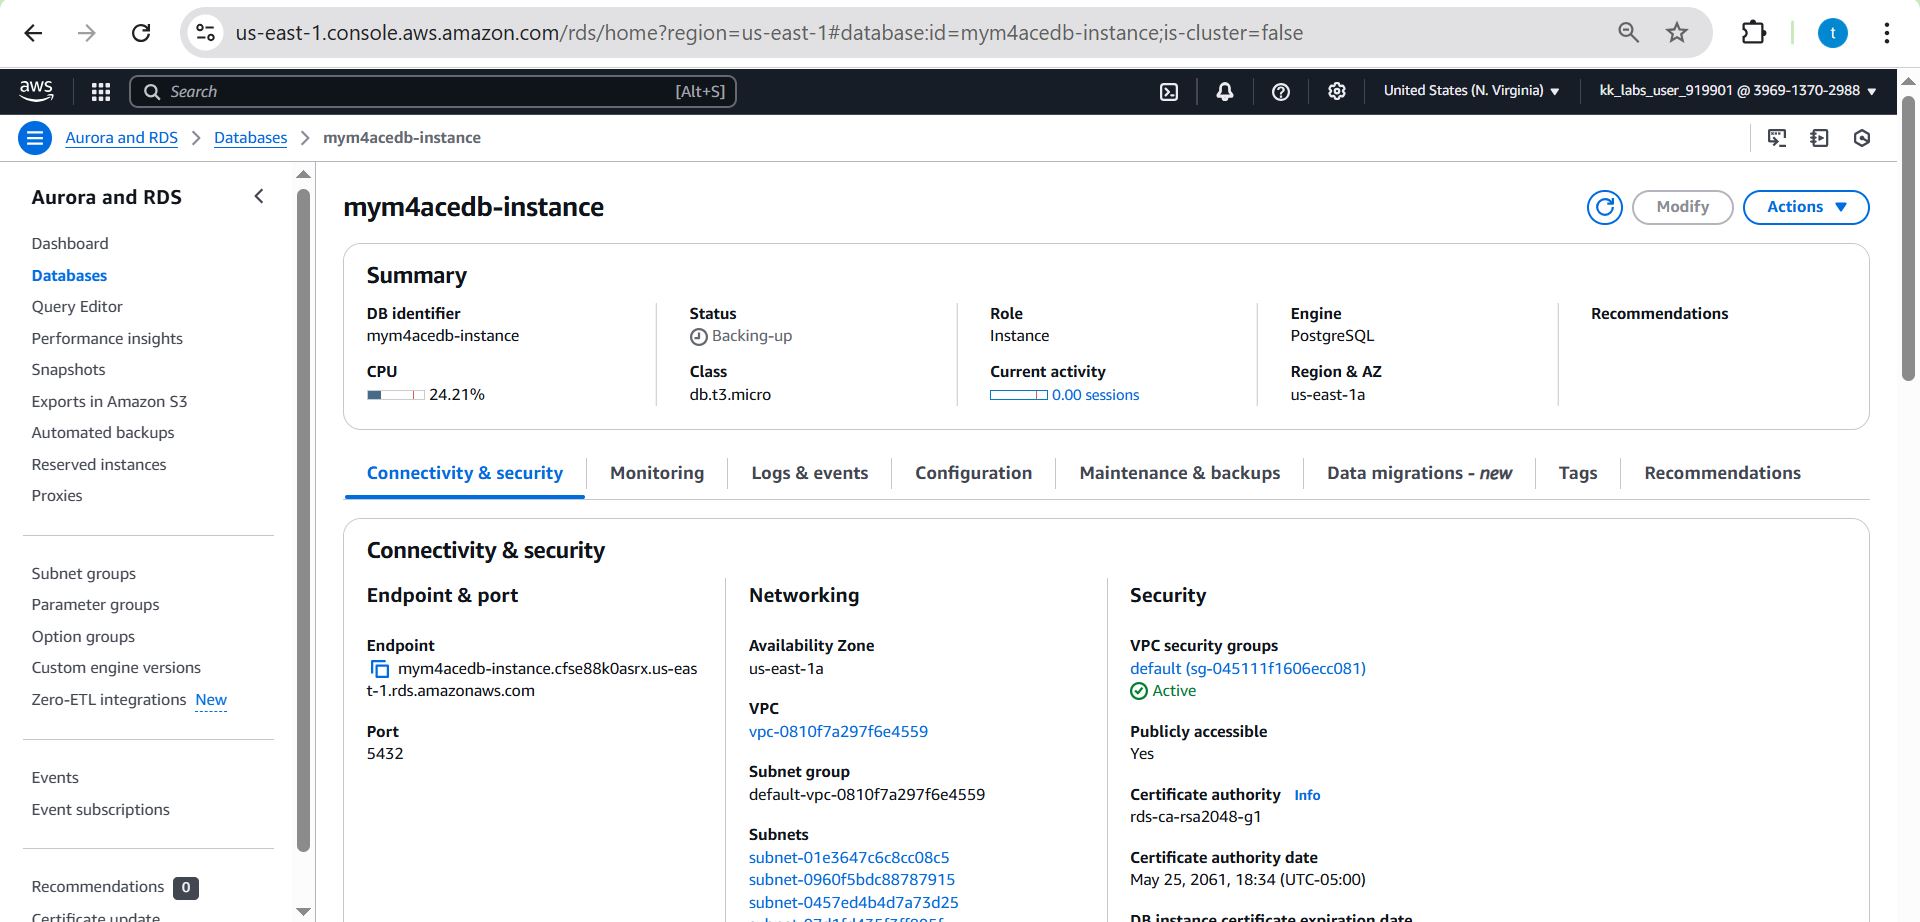 us-east-1.console.aws.amazon.com/rds/home?region=us-east-1#database:id=mym4acedb-instance;is-cluster=false
t
aws
Search
[Alt+S]
United States (N. Virginia)
kk_labs_user_919901 @ 3969-1370-2988
Aurora and RDS
Databases
mym4acedb-instance
Aurora and RDS
Dashboard
Databases
Query Editor
Performance insights
Snapshots
Exports in Amazon S3
Automated backups
Reserved instances
Proxies
Subnet groups
Parameter groups
Option groups
Custom engine versions
Zero-ETL integrations New
Events
Event subscriptions
Recommendations 0
Certificate update
mym4acedb-instance
Modify
Actions
Summary
DB identifier
mym4acedb-instance
CPU
24.21%
Status
Backing-up
Class
db.t3.micro
Role
Instance
Current activity
0.00 sessions
Engine
PostgreSQL
Region & AZ
us-east-1a
Recommendations
Connectivity & security
Monitoring
Logs & events
Configuration
Maintenance & backups
Data migrations - new
Tags
Recommendations
Connectivity & security
Endpoint & port
Endpoint
mym4acedb-instance.cfse88k0asrx.us-eas
t-1.rds.amazonaws.com
Port
5432
Networking
Availability Zone
us-east-1a
VPC
vpc-0810f7a297f6e4559
Subnet group
default-vpc-0810f7a297f6e4559
Subnets
subnet-01e3647c6c8cc08c5
subnet-0960f5bdc88787915
subnet-0457ed4b4d7a73d25
Security
VPC security groups
default (sg-045111f1606ecc081)
Active
Publicly accessible
Yes
Certificate authority Info
rds-ca-rsa2048-g1
Certificate authority date
May 25, 2061, 18:34 (UTC-05:00)
DB instance certificate expiration date